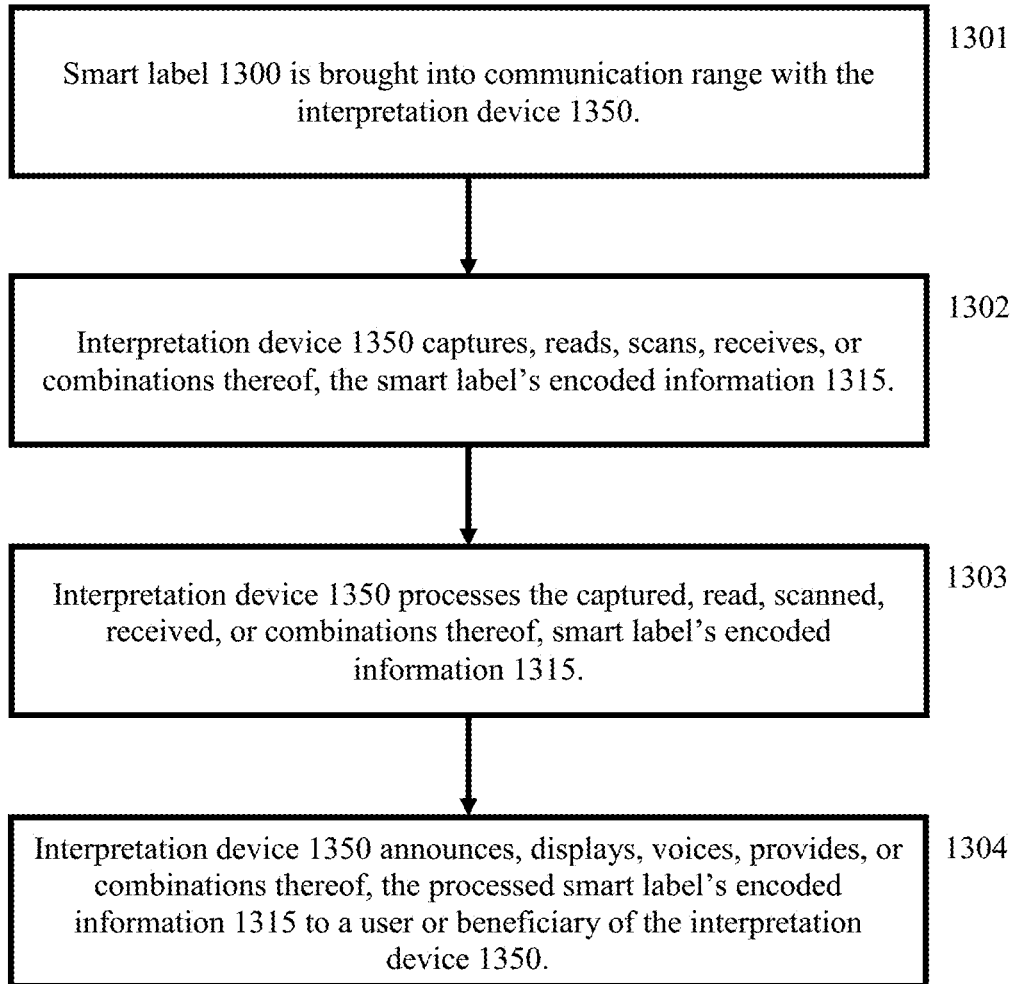 1301
Smart label 1300 is brought into communication range with the
interpretation device 1350.
1302
Interpretation device 1350 captures, reads, scans, receives, or
combinations thereof, the smart label’s encoded information 1315.
1303
Interpretation device 1350 processes the captured, read, scanned,
received, or combinations thereof, smart label’s encoded
information 1315.
1304
Interpretation device 1350 announces, displays, voices, provides, or
combinations thereof, the processed smart label’s encoded
information 1315 to a user or beneficiary of the interpretation
device 1350.